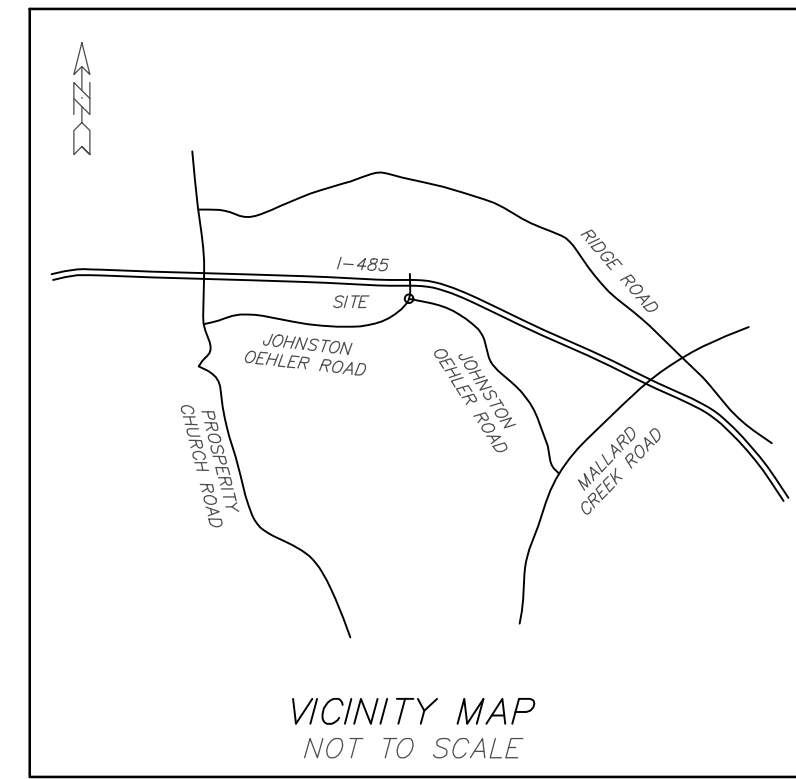 N
I-485
RIDGE ROAD
SITE
JOHNSTON
OEHLER ROAD
JOHNSTON
OEHLER ROAD
PROSPERITY
CHURCH ROAD
MALLARD
CREEK ROAD
VICINITY MAP
NOT TO SCALE